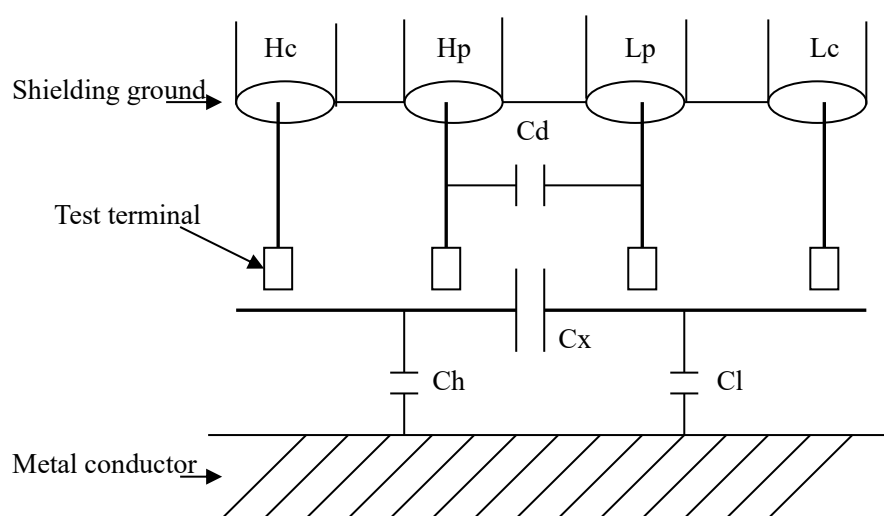 Hc
Hp
Lp
Lc
Shielding ground
Cd
Test terminal
Cx
Ch
Cl
Metal conductor